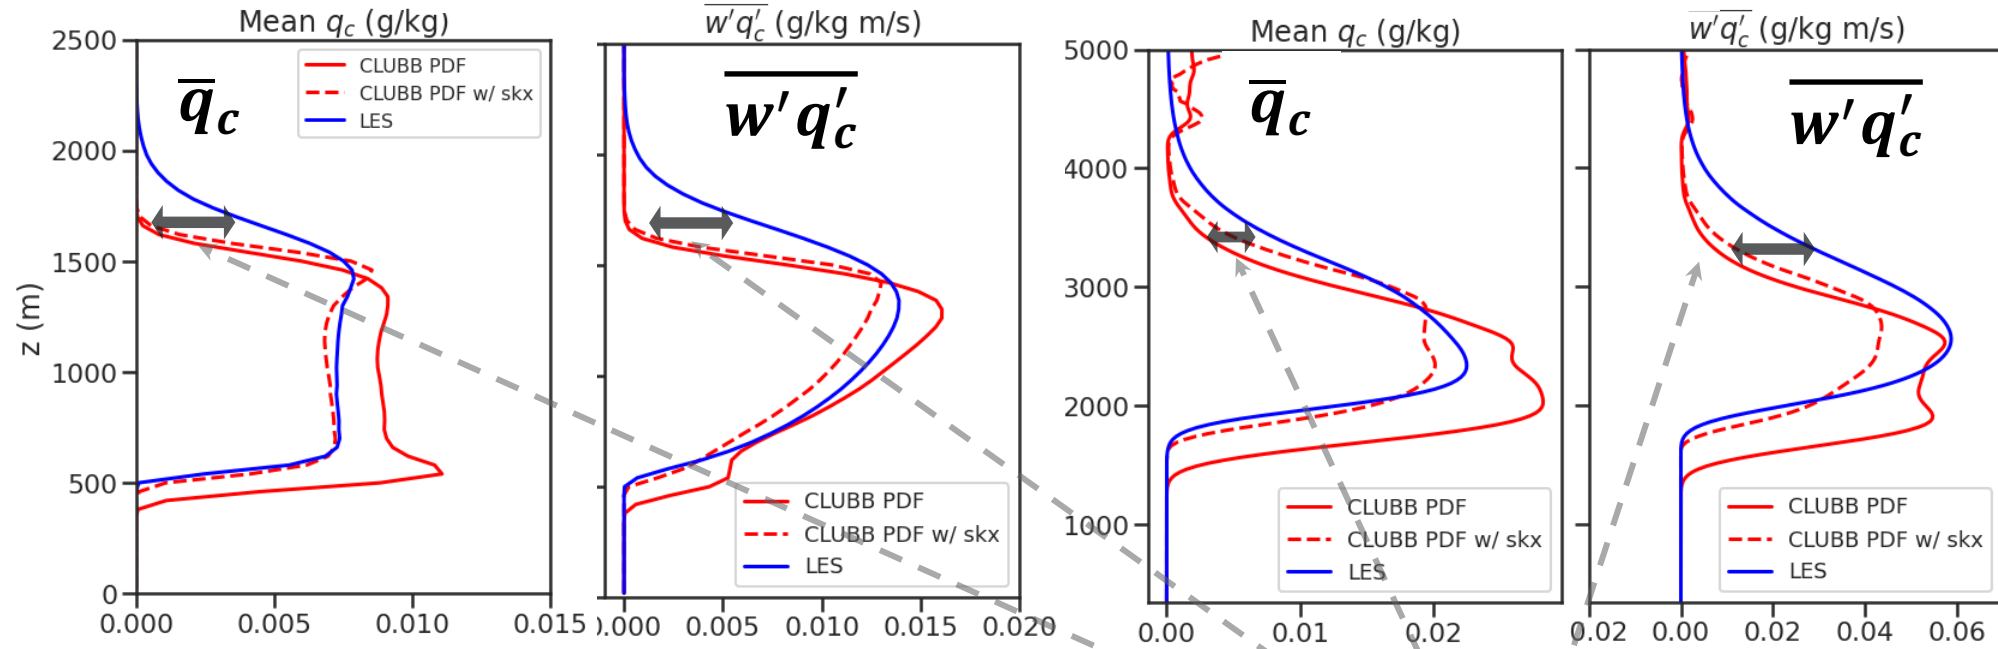 Mean q_c (g/kg)
2500
2000
1500
1000
500
0
z (m)
0.000
0.005
0.010
0.015
q̅_c
CLUBB PDF
CLUBB PDF w/ skx
LES
w′q′_c (g/kg m/s)
w′q′_c
0.000
0.005
0.010
0.015
0.020
CLUBB PDF
CLUBB PDF w/ skx
LES
Mean q_c (g/kg)
5000
4000
3000
2000
1000
q̅_c
0.00
0.01
0.02
CLUBB PDF
CLUBB PDF w/ skx
LES
w′q′_c (g/kg m/s)
w′q′_c
0.02
0.00
0.02
0.04
0.06
CLUBB PDF
CLUBB PDF w/ skx
LES